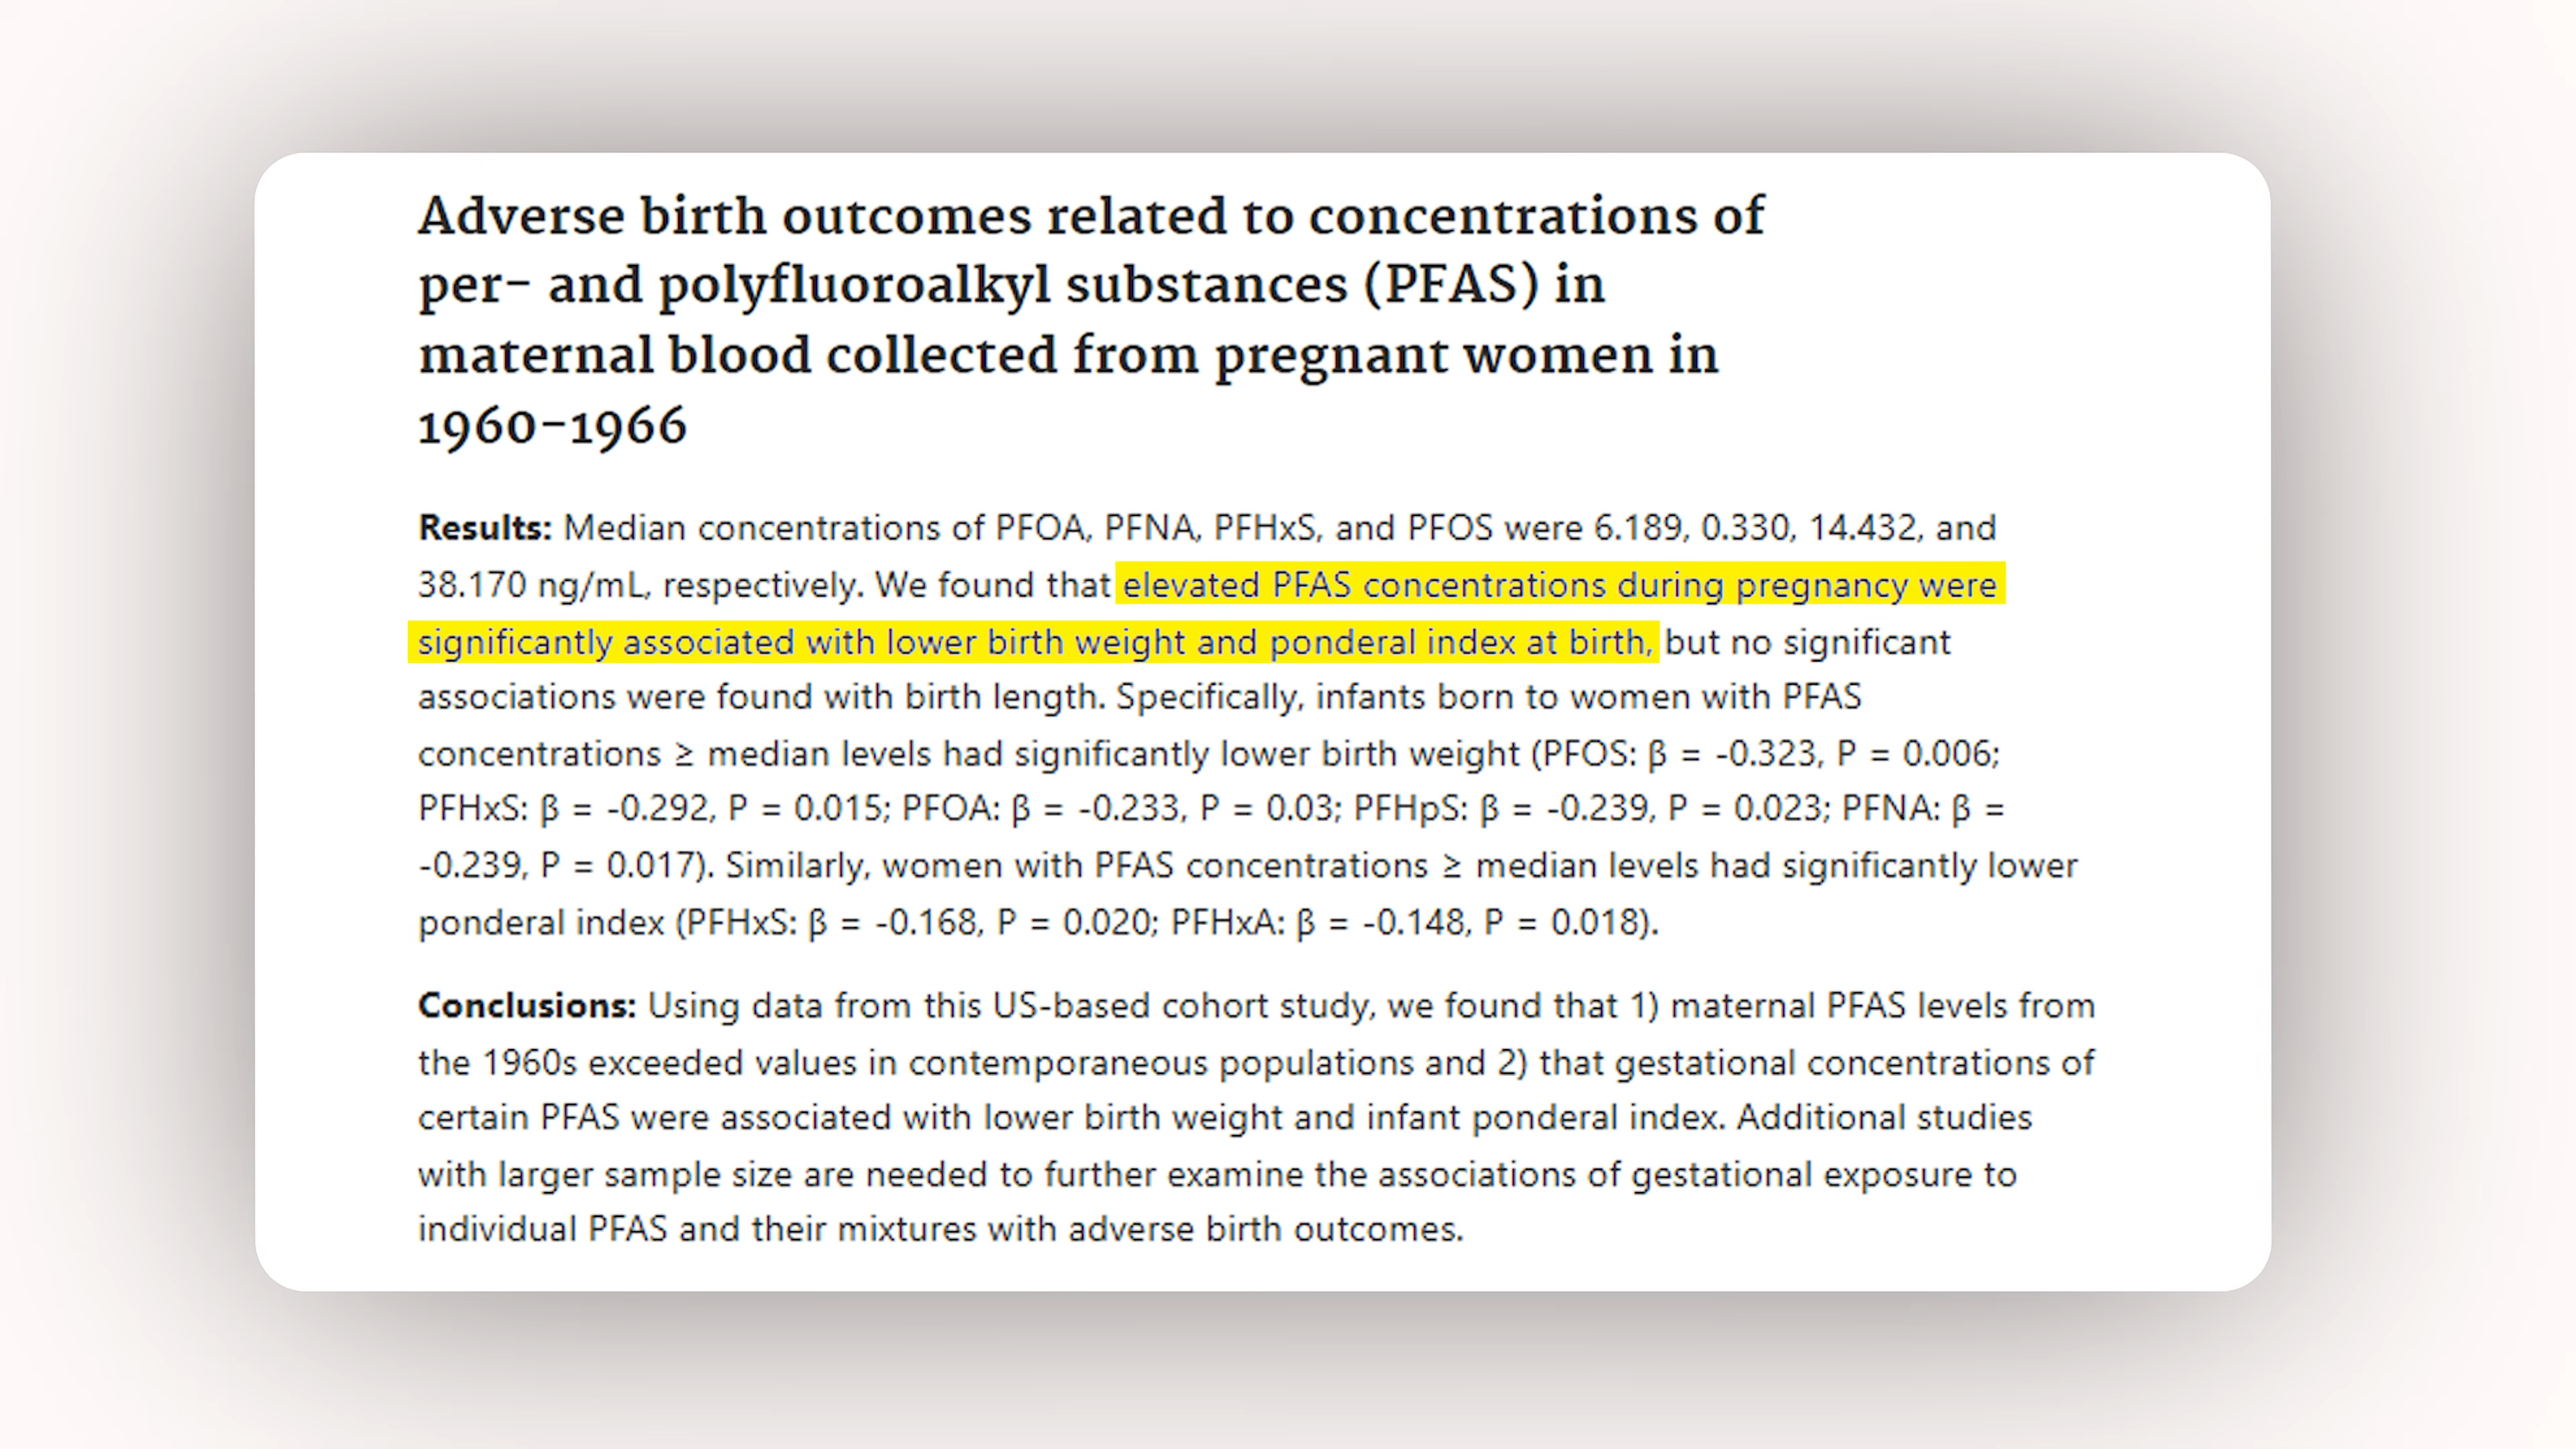 Adverse birth outcomes related to concentrations of
per- and polyfluoroalkyl substances (PFAS) in
maternal blood collected from pregnant women in
1960-1966
Results: Median concentrations of PFOA, PFNA, PFHxS, and PFOS were 6.189, 0.330, 14.432, and
38.170 ng/mL, respectively. We found that elevated PFAS concentrations during pregnancy were
significantly associated with lower birth weight and ponderal index at birth, but no significant
associations were found with birth length. Specifically, infants born to women with PFAS
concentrations ≥ median levels had significantly lower birth weight (PFOS: β = -0.323, P = 0.006;
PFHxS: β = -0.292, P = 0.015; PFOA: β = -0.233, P = 0.03; PFHpS: β = -0.239, P = 0.023; PFNA: β =
-0.239, P = 0.017). Similarly, women with PFAS concentrations ≥ median levels had significantly lower
ponderal index (PFHxS: β = -0.168, P = 0.020; PFHxA: β = -0.148, P = 0.018).
Conclusions: Using data from this US-based cohort study, we found that 1) maternal PFAS levels from
the 1960s exceeded values in contemporaneous populations and 2) that gestational concentrations of
certain PFAS were associated with lower birth weight and infant ponderal index. Additional studies
with larger sample size are needed to further examine the associations of gestational exposure to
individual PFAS and their mixtures with adverse birth outcomes.